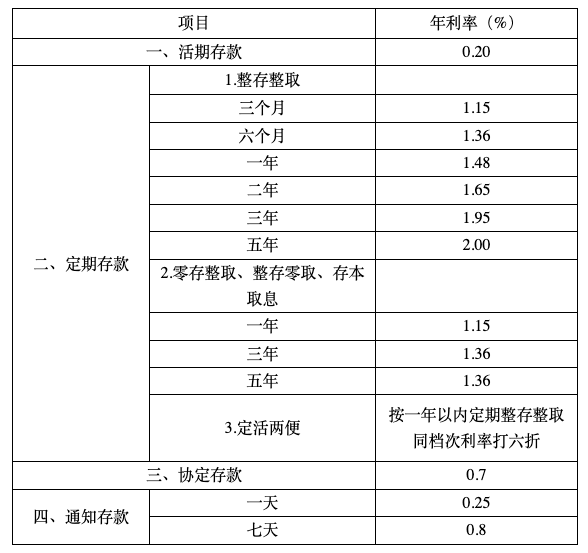 项目 年利率（%）
一、活期存款 0.20
二、定期存款
1.整存整取
三个月 1.15
六个月 1.36
一年 1.48
二年 1.65
三年 1.95
五年 2.00
2.零存整取、整存零取、存本
取息
一年 1.15
三年 1.36
五年 1.36
3.定活两便 按一年以内定期整存整取
同档次利率打六折
三、协定存款 0.7
四、通知存款
一天 0.25
七天 0.8